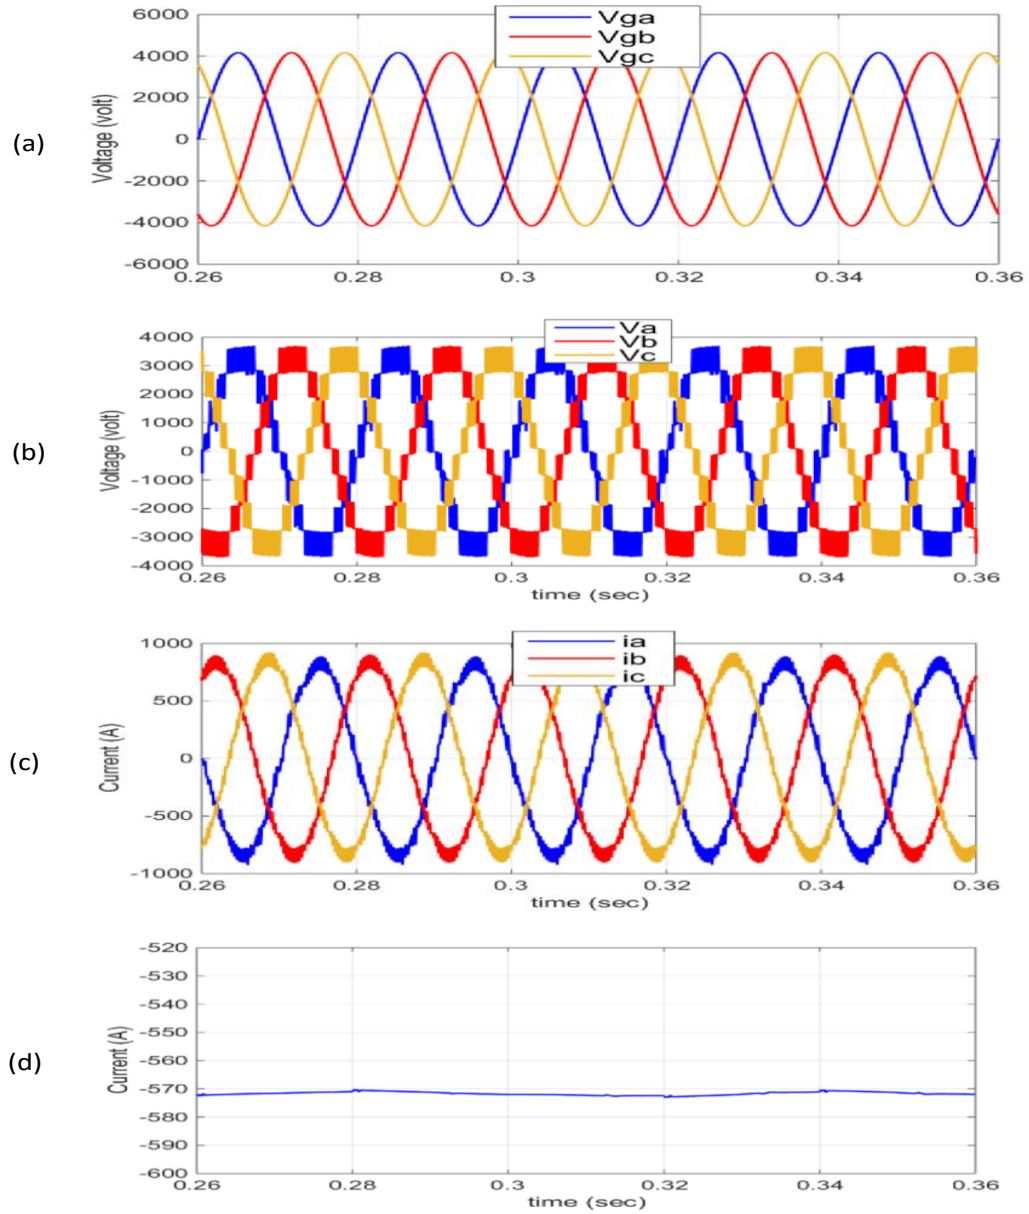 Vga
Vgb
Vgc
6000
4000
2000
0
-2000
-4000
-6000
Voltage (volt)
(a)
0.26 0.28 0.3 0.32 0.34 0.36
Va
Vb
Vc
4000
3000
2000
1000
0
-1000
-2000
-3000
-4000
Voltage (volt)
(b)
0.26 0.28 0.3 0.32 0.34 0.36
time (sec)
ia
ib
ic
1000
500
0
-500
-1000
Current (A)
(c)
0.26 0.28 0.3 0.32 0.34 0.36
time (sec)
-520
-530
-540
-550
-560
-570
-580
-590
-600
Current (A)
(d)
0.26 0.28 0.3 0.32 0.34 0.36
time (sec)